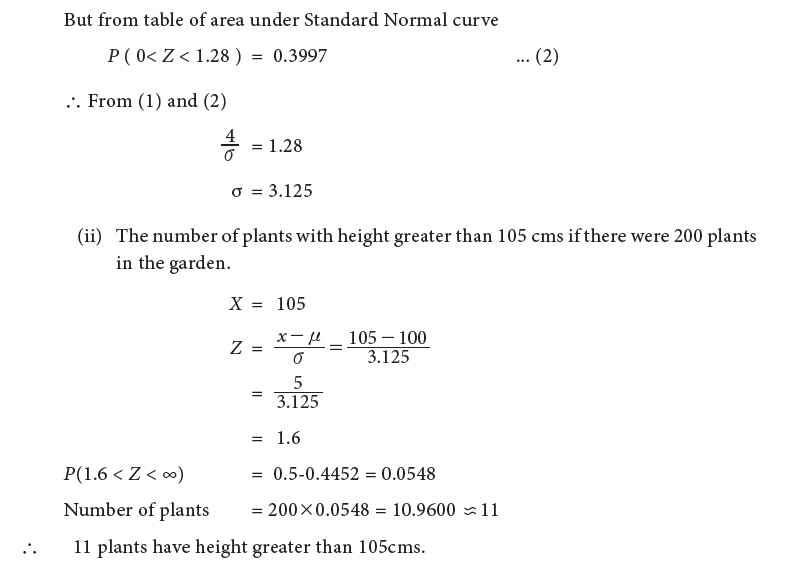 But from table of area under Standard Normal curve
P ( 0< Z < 1.28 ) = 0.3997 ... (2)
∴ From (1) and (2)
4/σ = 1.28
σ = 3.125
(ii) The number of plants with height greater than 105 cms if there were 200 plants
in the garden.
X = 105
Z = x − μ/σ = 105 − 100/3.125
= 5/3.125
= 1.6
P(1.6 < Z < ∞) = 0.5-0.4452 = 0.0548
Number of plants = 200×0.0548 = 10.9600 ≈ 11
∴ 11 plants have height greater than 105cms.